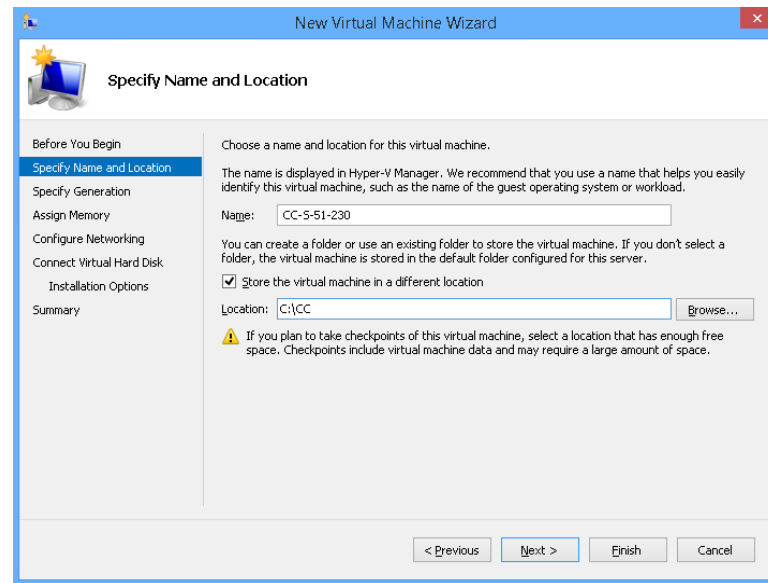 New Virtual Machine Wizard
Specify Name and Location
Before You Begin
Specify Name and Location
Specify Generation
Assign Memory
Configure Networking
Connect Virtual Hard Disk
Installation Options
Summary
Choose a name and location for this virtual machine.
The name is displayed in Hyper-V Manager. We recommend that you use a name that helps you easily
identify this virtual machine, such as the name of the guest operating system or workload.
Name: CC-S-51-230
You can create a folder or use an existing folder to store the virtual machine. If you don't select a
folder, the virtual machine is stored in the default folder configured for this server.
Store the virtual machine in a different location
Location: C:\CC Browse...
If you plan to take checkpoints of this virtual machine, select a location that has enough free
space. Checkpoints include virtual machine data and may require a large amount of space.
< Previous Next > Finish Cancel